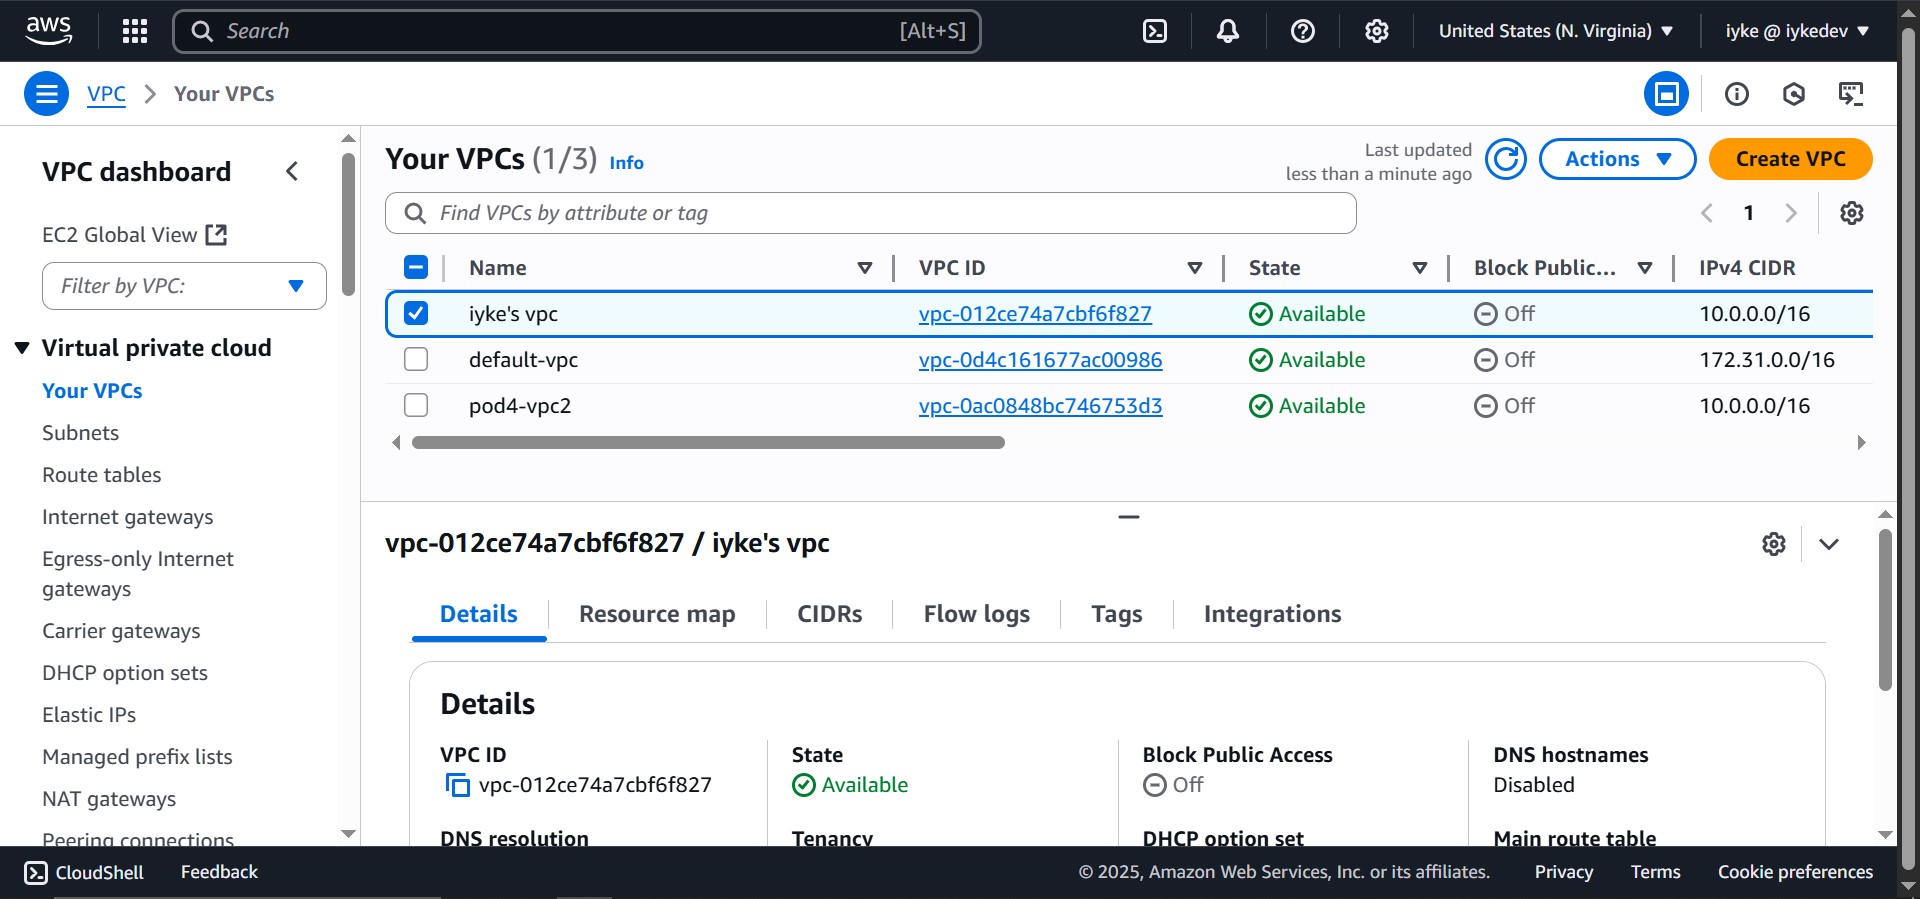 aws
Search [Alt+S]
United States (N. Virginia)
iyke @ iykedev
VPC > Your VPCs
VPC dashboard
EC2 Global View
Filter by VPC:
Virtual private cloud
Your VPCs
Subnets
Route tables
Internet gateways
Egress-only Internet
gateways
Carrier gateways
DHCP option sets
Elastic IPs
Managed prefix lists
NAT gateways
Peering connections
Your VPCs (1/3) Info
Last updated
less than a minute ago
Actions
Create VPC
Find VPCs by attribute or tag
1
Name VPC ID State Block Public... IPv4 CIDR
iyke's vpc vpc-012ce74a7cbf6f827 Available Off 10.0.0.0/16
default-vpc vpc-0d4c161677ac00986 Available Off 172.31.0.0/16
pod4-vpc2 vpc-0ac0848bc746753d3 Available Off 10.0.0.0/16
vpc-012ce74a7cbf6f827 / iyke's vpc
Details Resource map CIDRs Flow logs Tags Integrations
Details
VPC ID
vpc-012ce74a7cbf6f827
State
Available
Block Public Access
Off
DNS hostnames
Disabled
DNS resolution
Tenancy
DHCP option set
Main route table
CloudShell Feedback
© 2025, Amazon Web Services, Inc. or its affiliates. Privacy Terms Cookie preferences